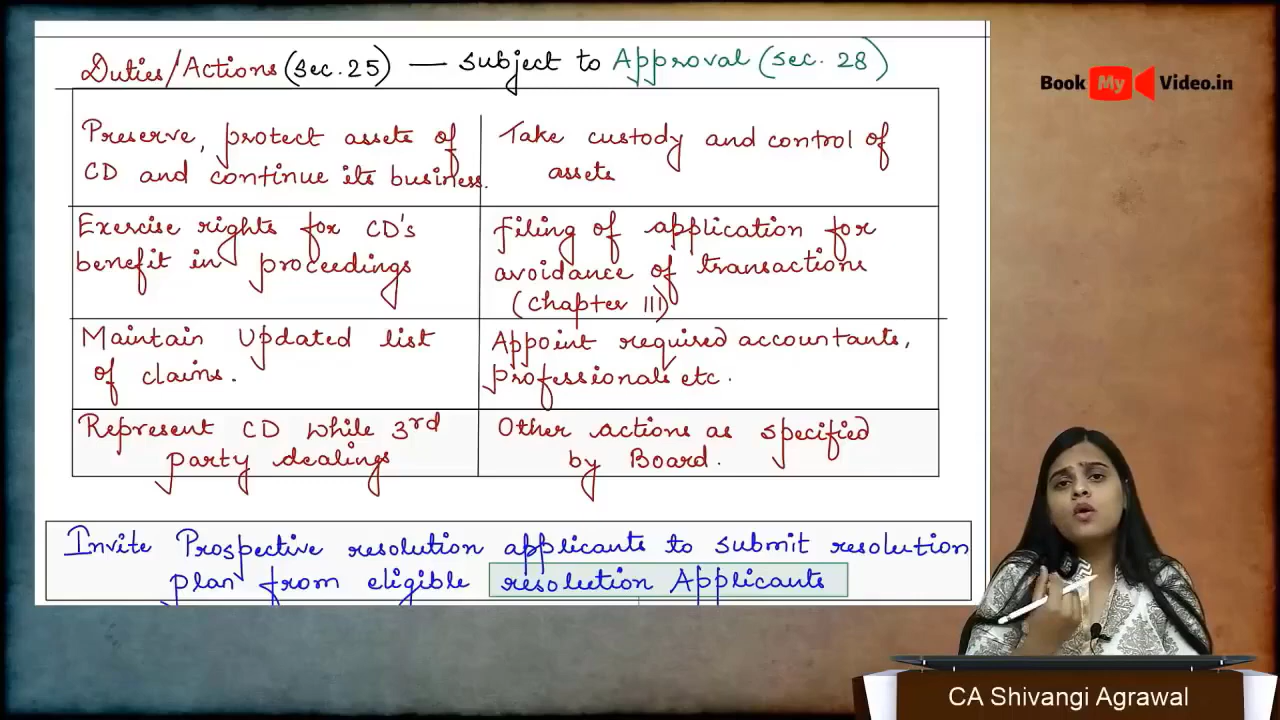 Duties/Actions (sec. 25) — subject to Approval (sec. 28)
Book My Video.in
Preserve, protect assets of
CD and continue its business.
Take custody and control of
assets
Exercise rights for CD's
benefit in proceedings
Filing of application for
avoidance of transactions
(Chapter III)
Maintain Updated list
of claims.
Appoint required accountants,
professionals etc.
Represent CD while 3rd
party dealings
Other actions as specified
by Board.
Invite Prospective resolution applicants to submit resolution
plan from eligible resolution Applicants
CA Shivangi Agrawal